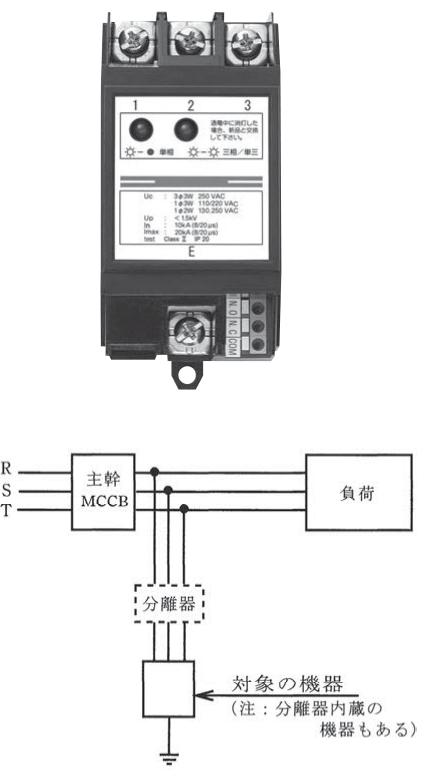 1 2 3
通電中に消灯した
場合、新品と交換
して下さい。
単相 三相／単三
Uc : 3φ3W 250 VAC
1φ3W 110/220 VAC
1φ2W 130,250 VAC
Up : < 1.5kV
In : 10kA (8/20μs)
Imax : 20kA (8/20μs)
test Class Ⅱ IP 20
E
N.O N.C COM
R
S
T
主幹
MCCB
負荷
分離器
対象の機器
(注：分離器内蔵の
機器もある)